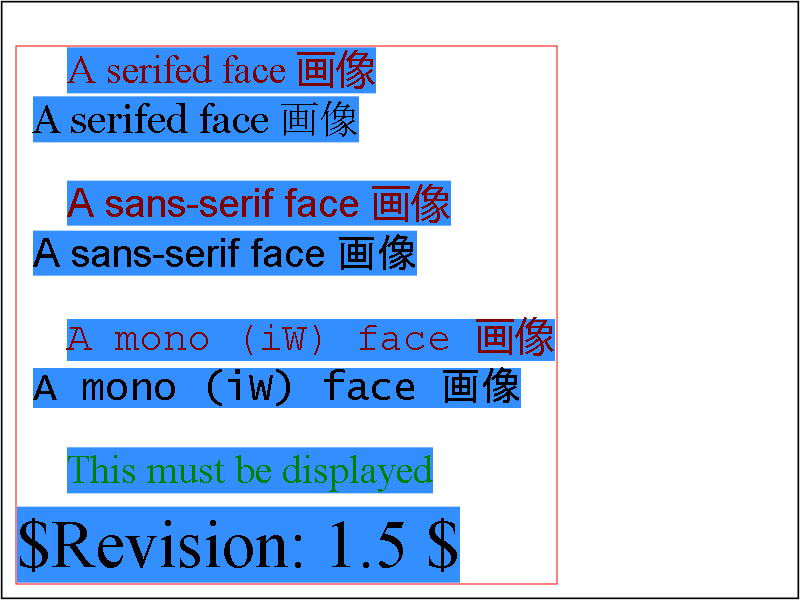 A serifed face 画像
A serifed face 画像
A sans-serif face 画像
A sans-serif face 画像
A mono (iW) face 画像
A mono (iW) face 画像
This must be displayed
$Revision: 1.5 $